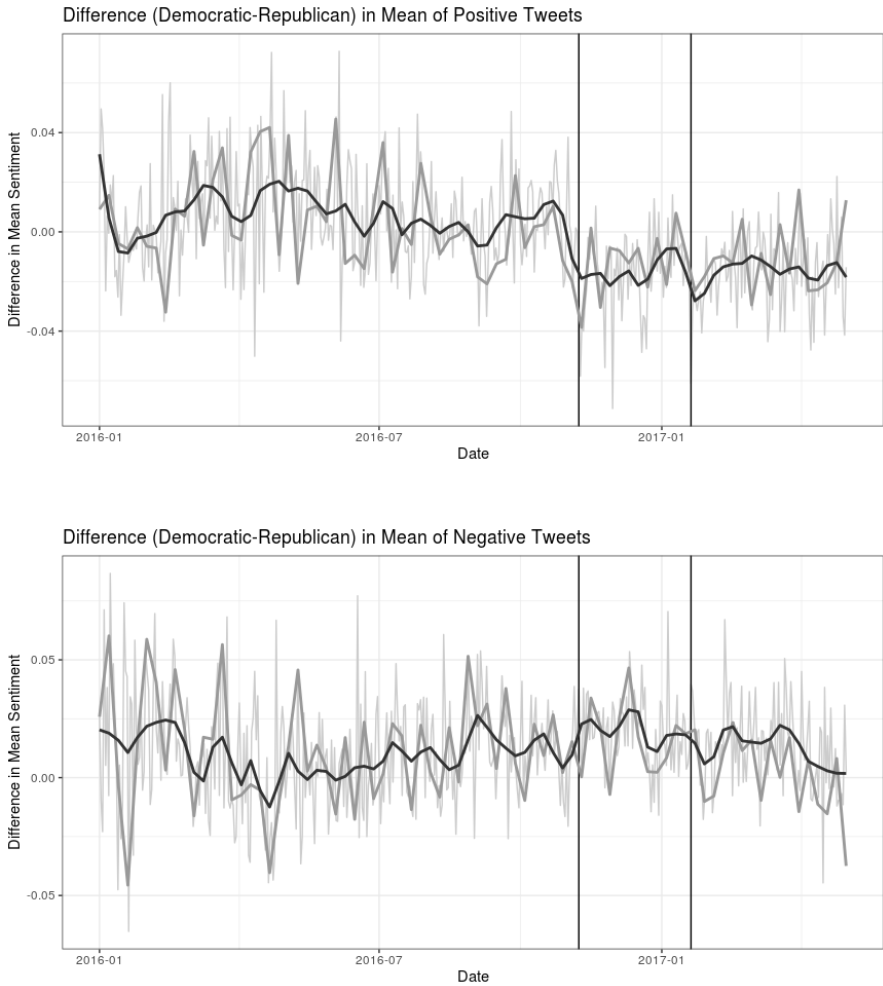 Difference (Democratic-Republican) in Mean of Positive Tweets
Difference in Mean Sentiment
0.04
0.00
-0.04
2016-01
2016-07
2017-01
Date
Difference (Democratic-Republican) in Mean of Negative Tweets
Difference in Mean Sentiment
0.05
0.00
-0.05
2016-01
2016-07
2017-01
Date